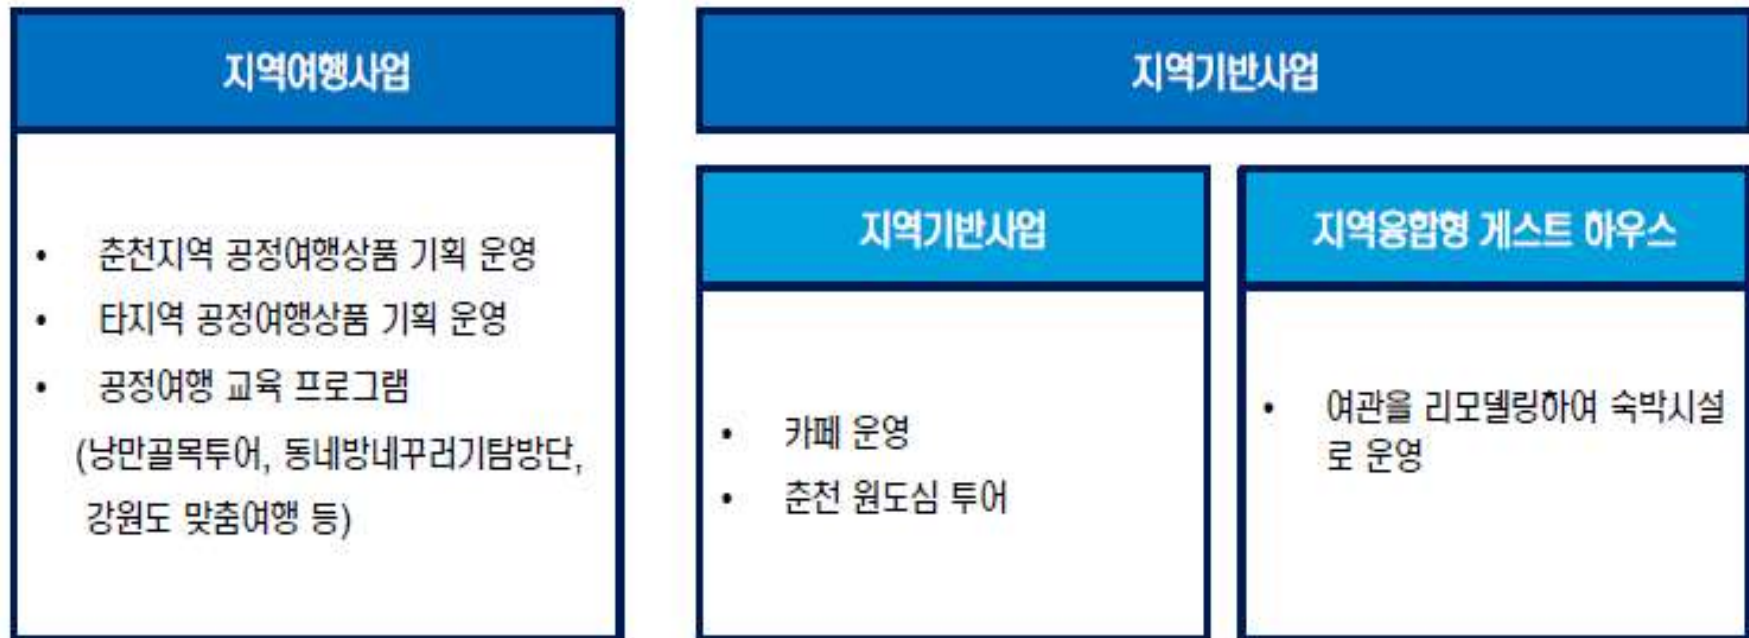 지역여행사업
• 춘천지역 공정여행상품 기획 운영
• 타지역 공정여행상품 기획 운영
• 공정여행 교육 프로그램
(낭만골목투어, 동네방네꾸러기탐방단,
강원도 맞춤여행 등)
지역기반사업
지역기반사업
• 카페 운영
• 춘천 원도심 투어
지역융합형 게스트 하우스
• 여관을 리모델링하여 숙박시설
로 운영